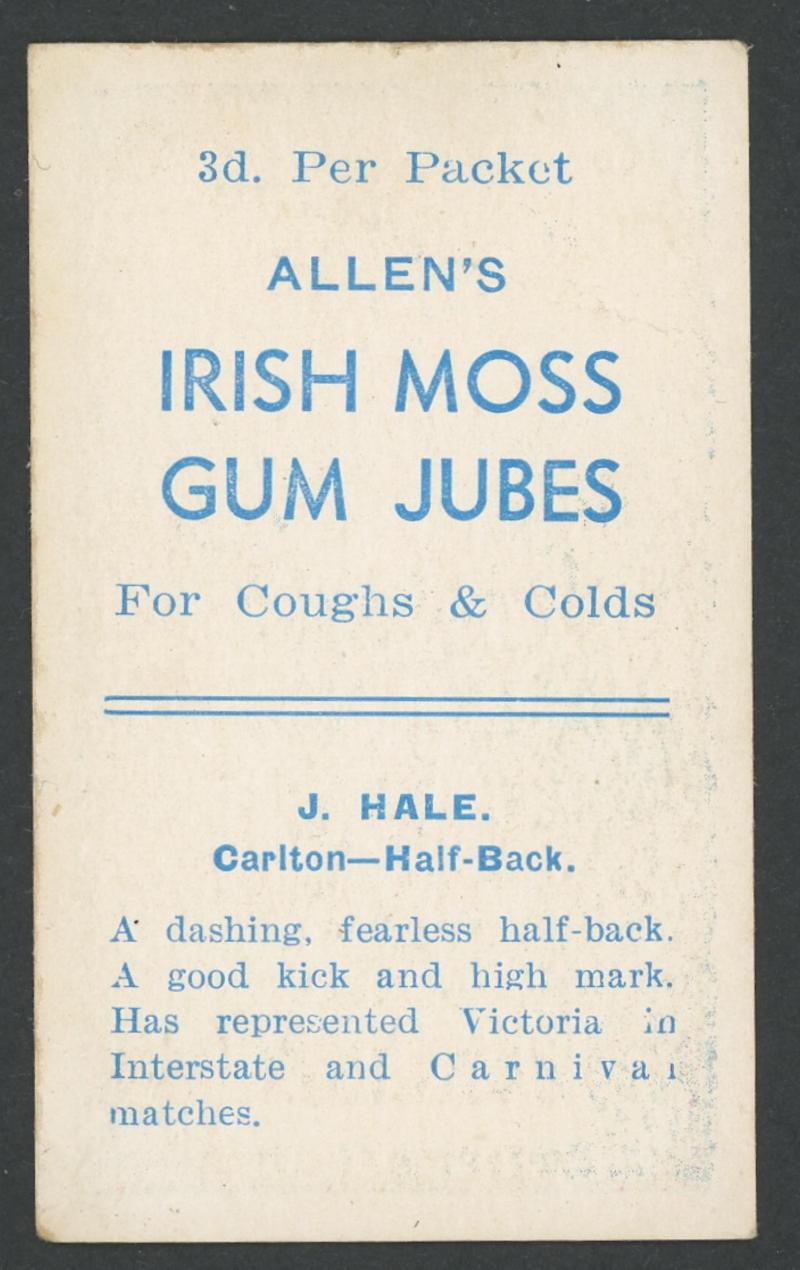 3d. Per Packet
ALLEN'S
IRISH MOSS
GUM JUBES
For Coughs & Colds
J. HALE.
Carlton—Half-Back.
A dashing, fearless half-back.
A good kick and high mark.
Has represented Victoria in
Interstate and Carnival
matches.